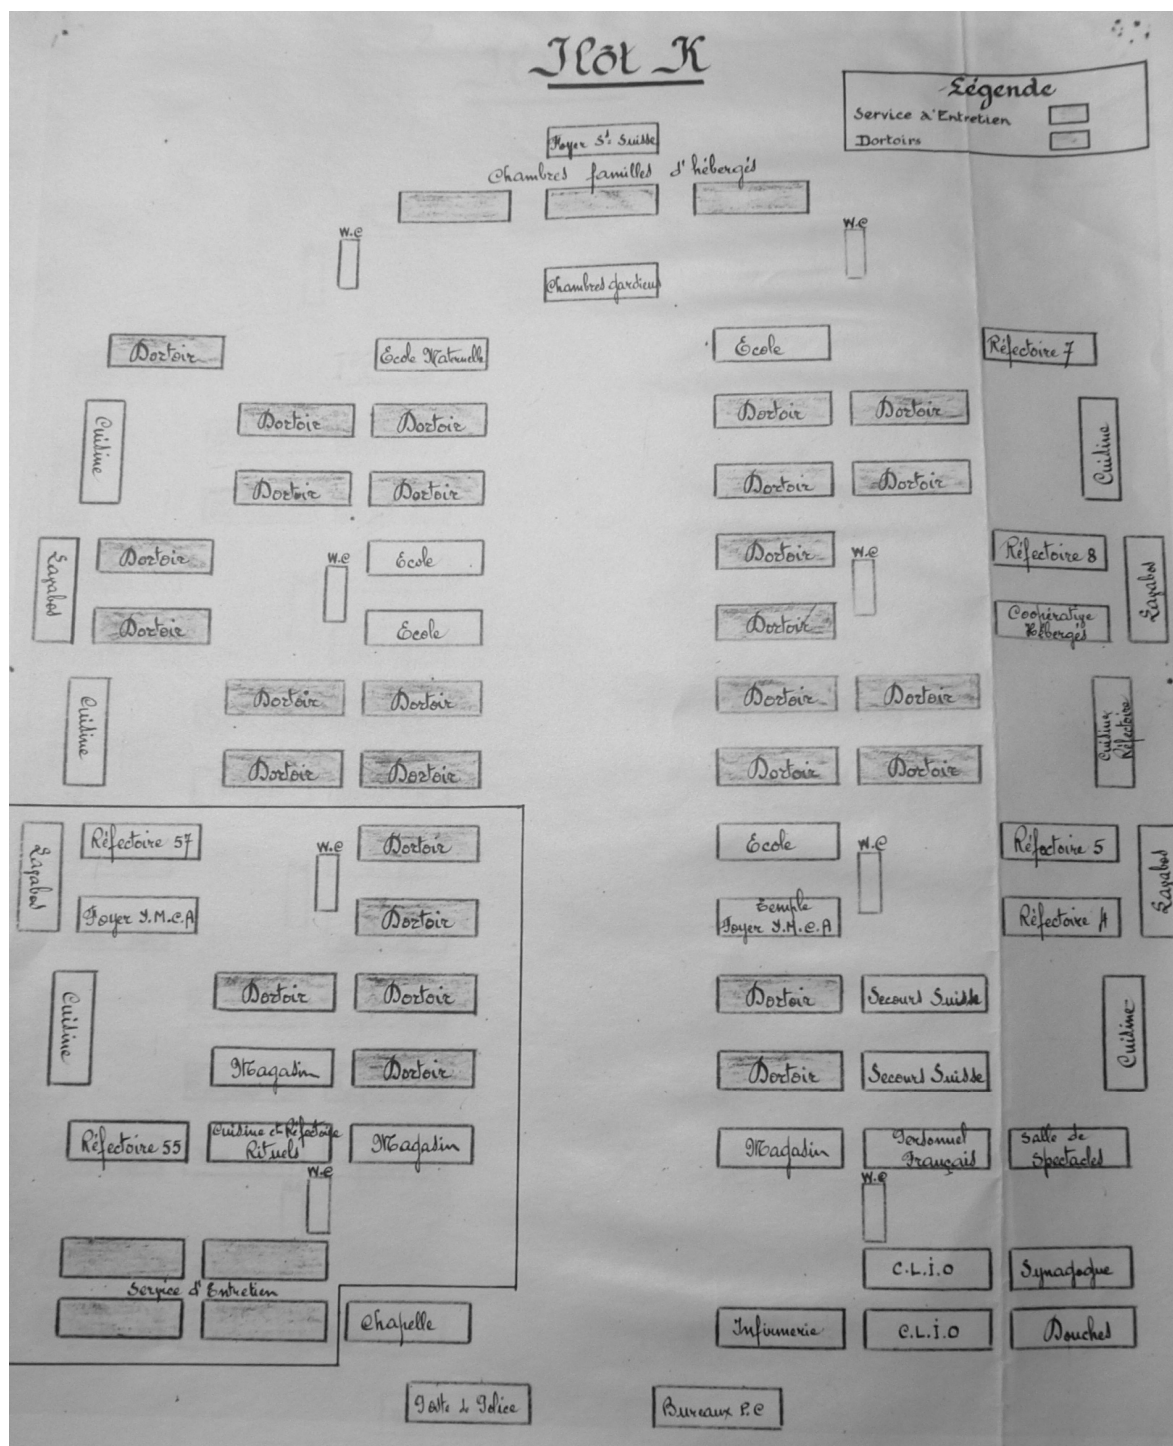 Ilôt K
Légende
Service d'Entretien
Dortoirs
Foyer St Suisse
Chambres familles d'hébergés
W.C
W.C
Chambres gardiens
Dortoir
Ecole Matruelle
Ecole
Réfectoire 7
Cuisine
Dortoir
Dortoir
Dortoir
Dortoir
Cuisine
Dortoir
Dortoir
Dortoir
Dortoir
Lavabos
Dortoir
W.C
Ecole
Dortoir
W.C
Réfectoire 8
Lavabos
Dortoir
Ecole
Dortoir
Coopérative
Hébergés
Cuisine
Dortoir
Dortoir
Dortoir
Dortoir
Cuisine
Réfectoire
Dortoir
Dortoir
Dortoir
Dortoir
Lavabos
Réfectoire 57
W.C
Dortoir
Ecole
W.C
Réfectoire 5
Lavabos
Foyer Y.M.C.A
Dortoir
Temple
Foyer Y.M.C.A
Réfectoire 4
Cuisine
Dortoir
Dortoir
Dortoir
Secours Suisse
Cuisine
Magasin
Dortoir
Dortoir
Secours Suisse
Réfectoire 55
Cuisine et Réfectoire
Rituels
Magasin
Magasin
Personnel
Français
Salle de
Spectacles
W.C
W.C
C.L.I.O
Synagogue
Service d'Entretien
Chapelle
Infirmerie
C.L.I.O
Douches
Poste de Police
Bureaux P.C